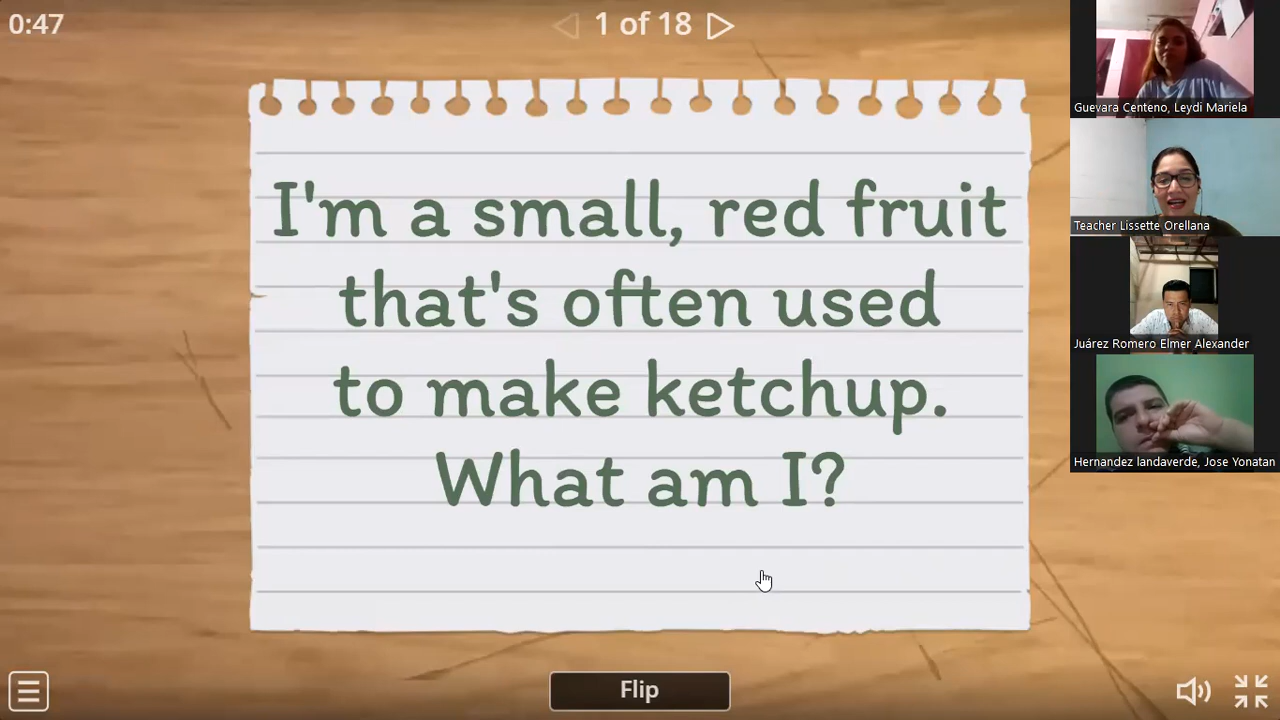 0:47
1 of 18
I'm a small, red fruit
that's often used
to make ketchup.
What am I?
Flip
Guevara Centeno, Leydi Mariela
Teacher Lissette Orellana
Juárez Romero Elmer Alexander
Hernandez landaverde, Jose Yonatan